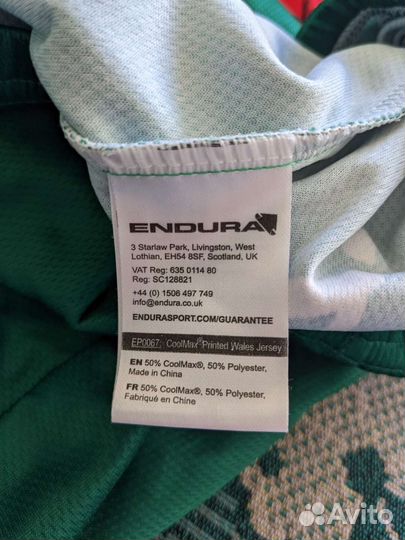 ENDURA
3 Starlaw Park, Livingston, West
Lothian, EH54 8SF, Scotland, UK
VAT Reg: 635 0114 80
Reg: SC128821
+44 (0) 1506 497 749
info@endura.co.uk
ENDURASPORT.COM/GUARANTEE
EP0067: CoolMax® Printed Wales Jersey
EN 50% CoolMax®, 50% Polyester,
Made in China
FR 50% CoolMax®, 50% Polyester,
Fabriqué en Chine
Avito